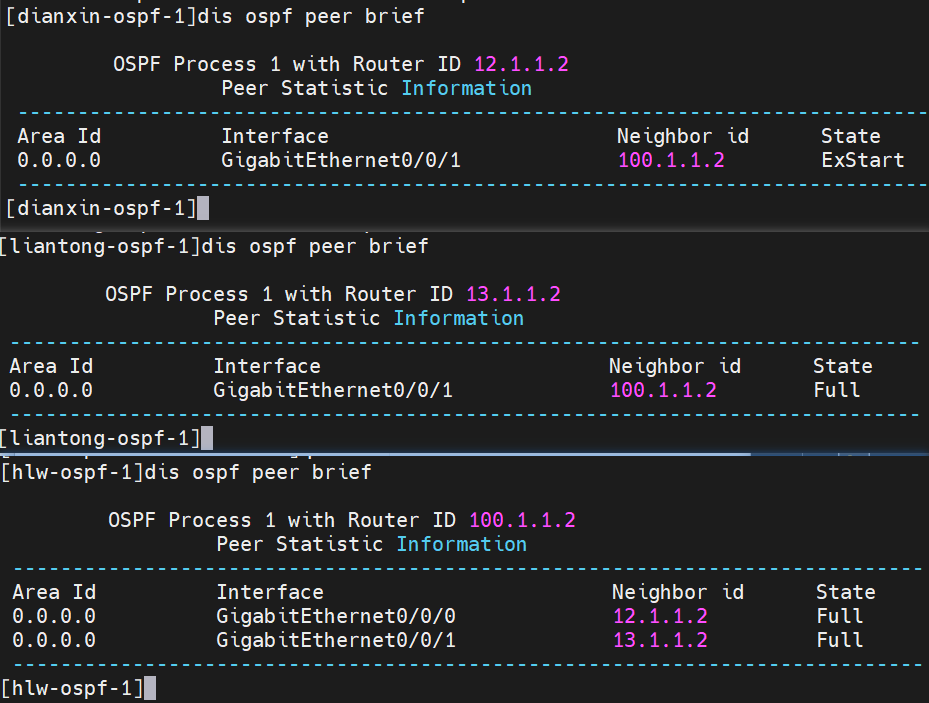 [dianxin-ospf-1]dis ospf peer brief
OSPF Process 1 with Router ID 12.1.1.2
Peer Statistic Information
----------------------------------------------------------------------------
Area Id Interface Neighbor id State
0.0.0.0 GigabitEthernet0/0/1 100.1.1.2 ExStart
----------------------------------------------------------------------------
[dianxin-ospf-1]
[liantong-ospf-1]dis ospf peer brief
OSPF Process 1 with Router ID 13.1.1.2
Peer Statistic Information
----------------------------------------------------------------------------
Area Id Interface Neighbor id State
0.0.0.0 GigabitEthernet0/0/1 100.1.1.2 Full
----------------------------------------------------------------------------
[liantong-ospf-1]
[hlw-ospf-1]dis ospf peer brief
OSPF Process 1 with Router ID 100.1.1.2
Peer Statistic Information
----------------------------------------------------------------------------
Area Id Interface Neighbor id State
0.0.0.0 GigabitEthernet0/0/0 12.1.1.2 Full
0.0.0.0 GigabitEthernet0/0/1 13.1.1.2 Full
----------------------------------------------------------------------------
[hlw-ospf-1]